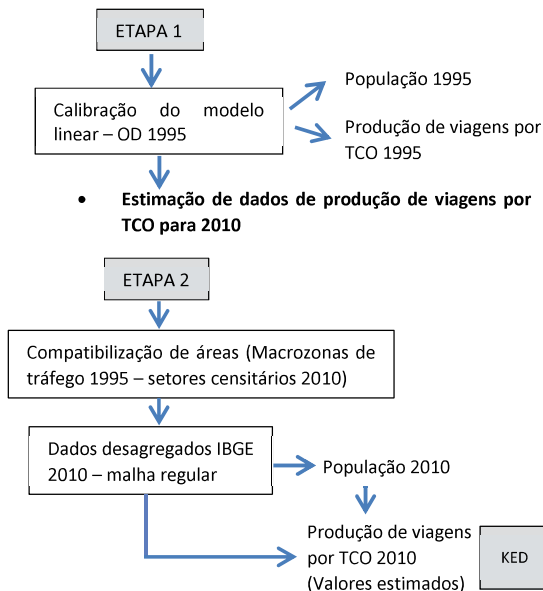 ETAPA 1
Calibração do modelo
linear – OD 1995
População 1995
Produção de viagens por
TCO 1995
• Estimação de dados de produção de viagens por
TCO para 2010
ETAPA 2
Compatibilização de áreas (Macrozonas de
tráfego 1995 – setores censitários 2010)
Dados desagregados IBGE
2010 – malha regular
População 2010
Produção de viagens
por TCO 2010
(Valores estimados)
KED